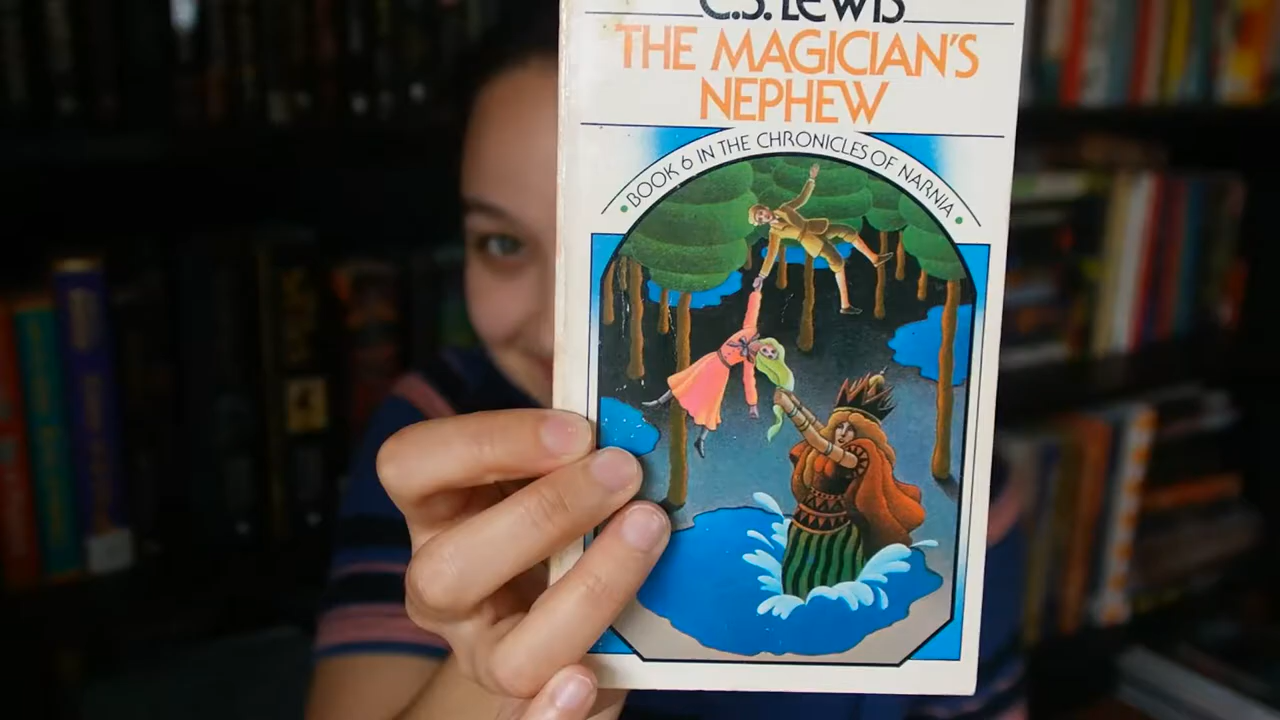 C.S. LEWIS
THE MAGICIAN'S
NEPHEW
• BOOK 6 IN THE CHRONICLES OF NARNIA •